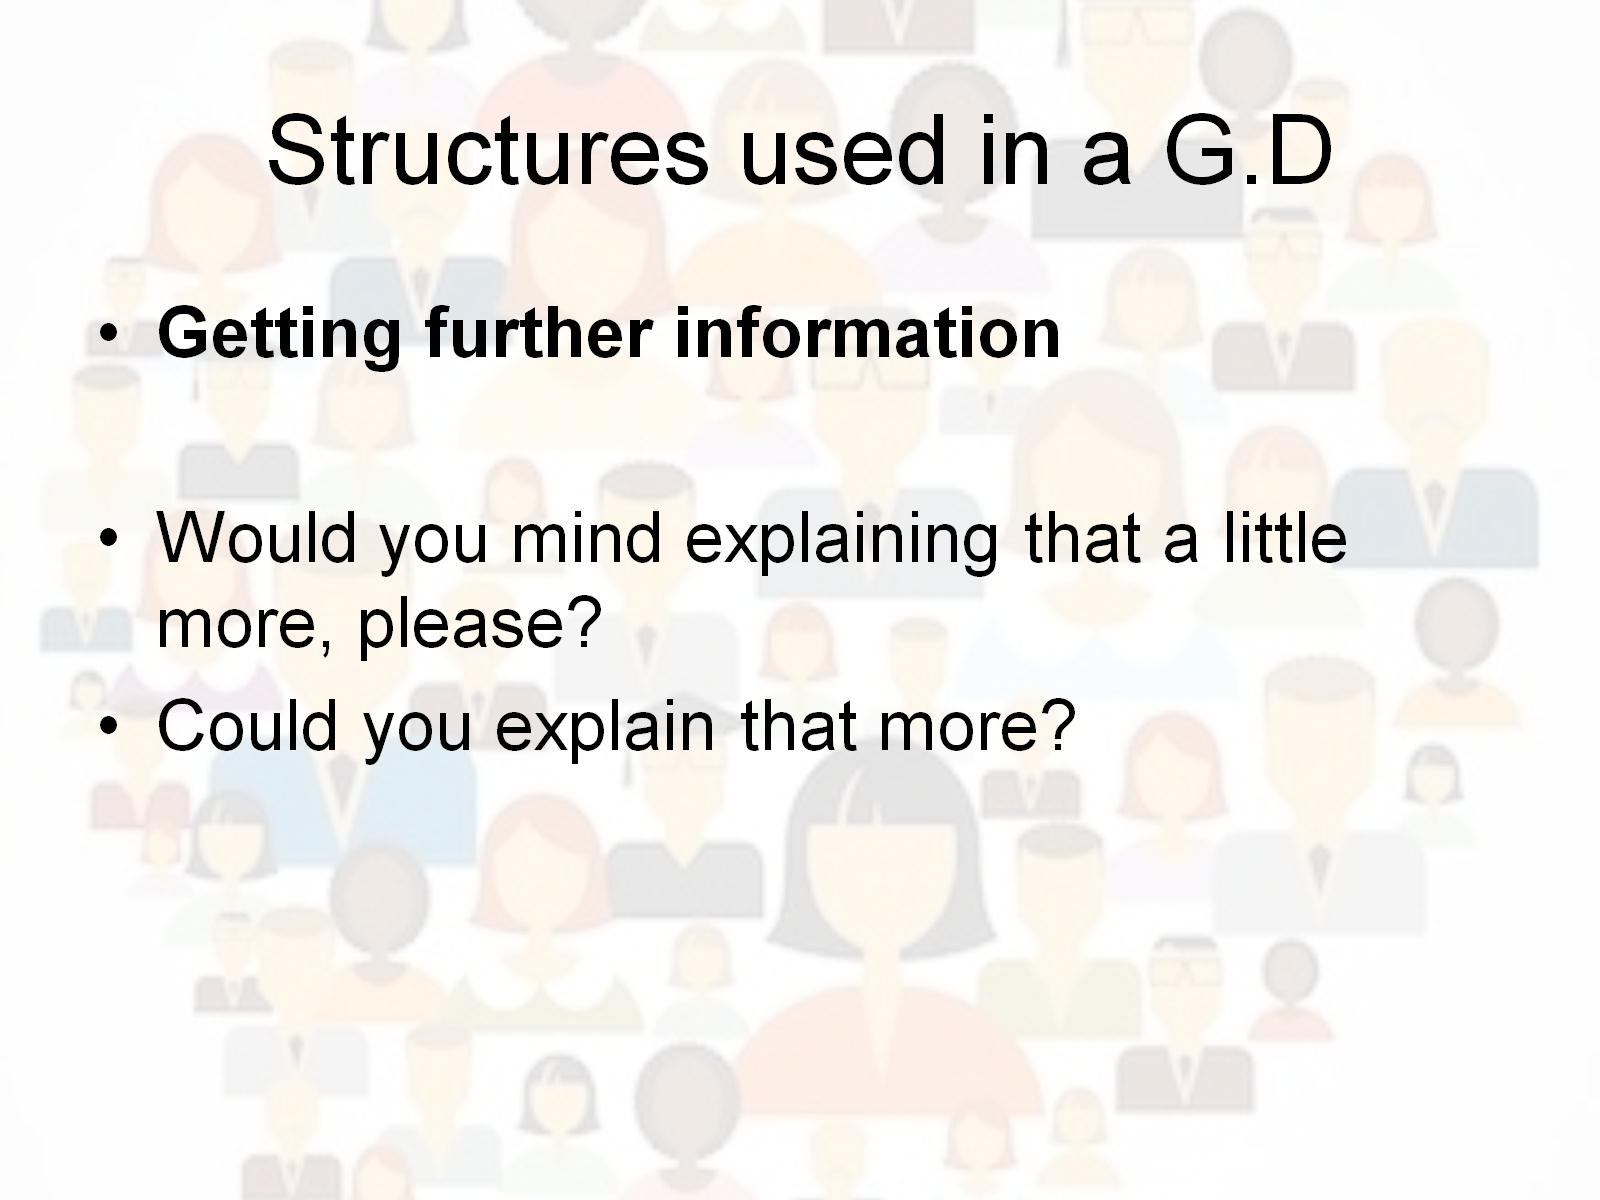 Structures used in a G.D
• Getting further information
• Would you mind explaining that a little
more, please?
• Could you explain that more?